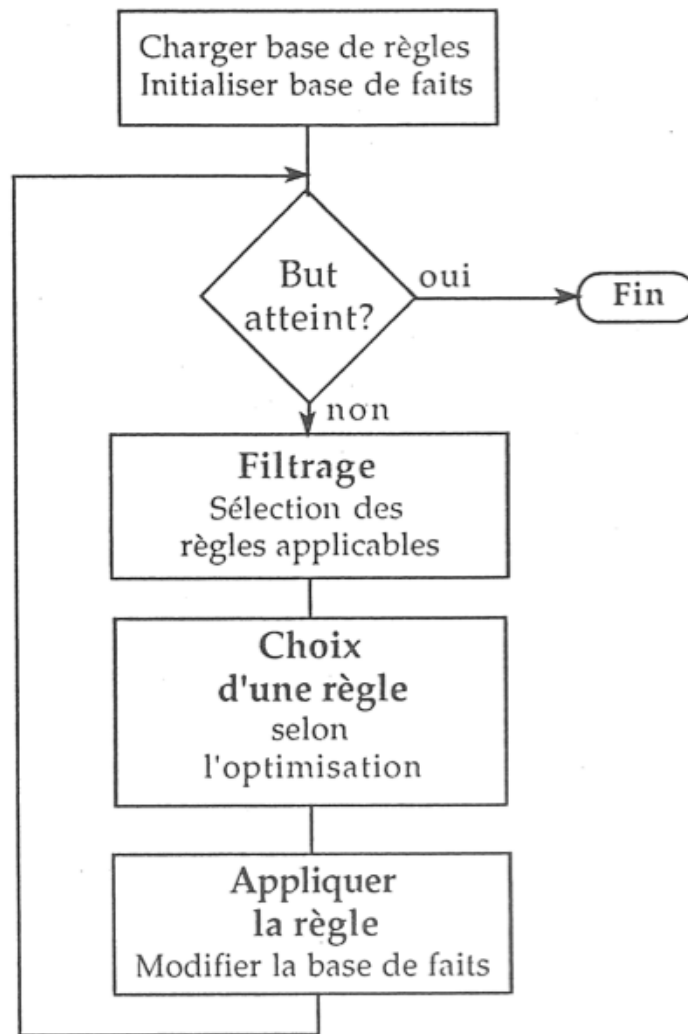 Charger base de règles
Initialiser base de faits
But
atteint?
oui
Fin
non
Filtrage
Sélection des
règles applicables
Choix
d'une règle
selon
l'optimisation
Appliquer
la règle
Modifier la base de faits